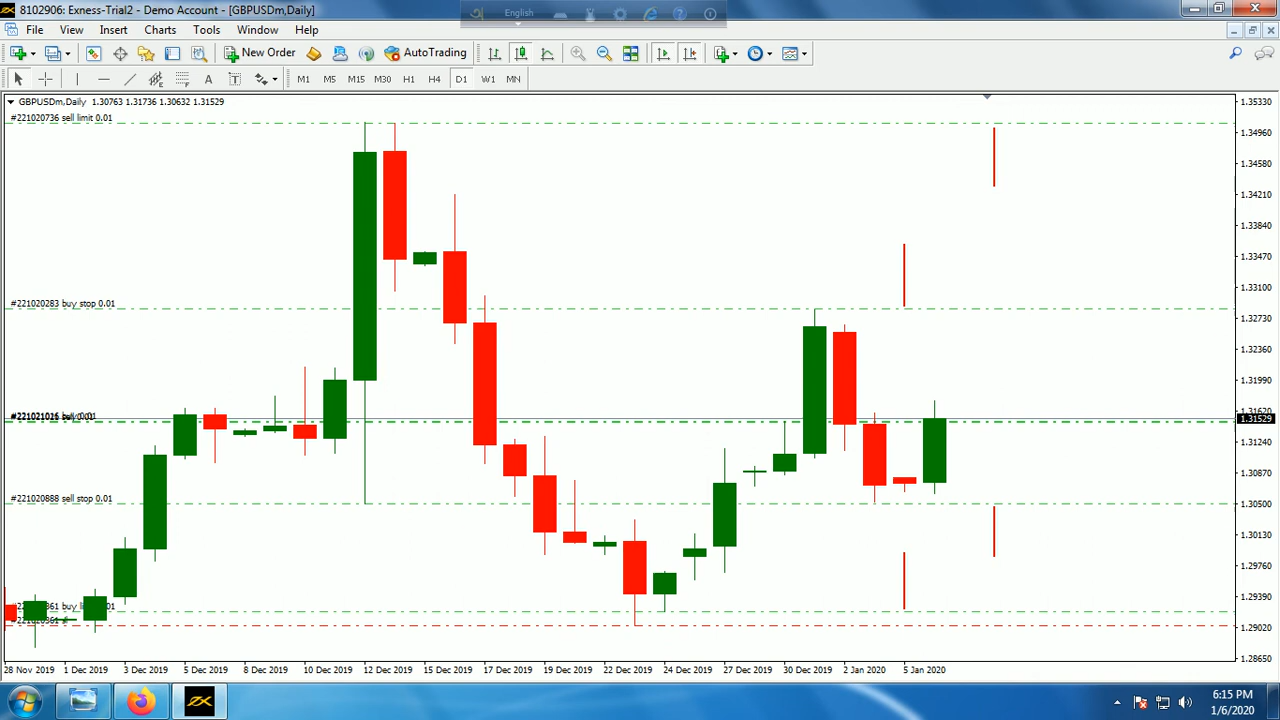 8102906: Exness-Trial2 - Demo Account - [GBPUSDm,Daily]
English
File View Insert Charts Tools Window Help
New Order AutoTrading
A T M1 M5 M15 M30 H1 H4 D1 W1 MN
GBPUSDm,Daily 1.30763 1.31736 1.30632 1.31529
#221020736 sell limit 0.01
#221020283 buy stop 0.01
#221020888 sell stop 0.01
1.35330
1.34960
1.34580
1.34210
1.33840
1.33470
1.33100
1.32730
1.32360
1.31990
1.31620
1.31529
1.31240
1.30870
1.30500
1.30130
1.29760
1.29390
1.29020
1.28650
28 Nov 2019 1 Dec 2019 3 Dec 2019 5 Dec 2019 8 Dec 2019 10 Dec 2019 12 Dec 2019 15 Dec 2019 17 Dec 2019 19 Dec 2019 22 Dec 2019 24 Dec 2019 27 Dec 2019 30 Dec 2019 2 Jan 2020 5 Jan 2020
6:15 PM
1/6/2020